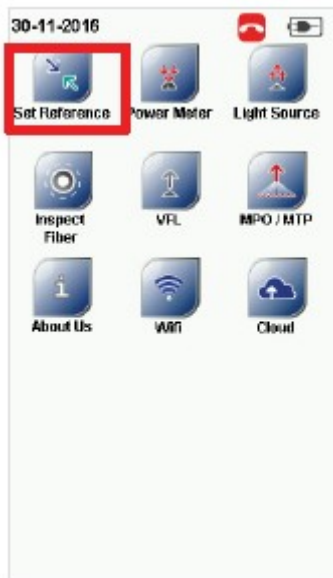 30-11-2016
Set Reference
Power Meter
Light Source
Inspect
Fiber
VFL
MPO / MTP
About Us
Wifi
Cloud